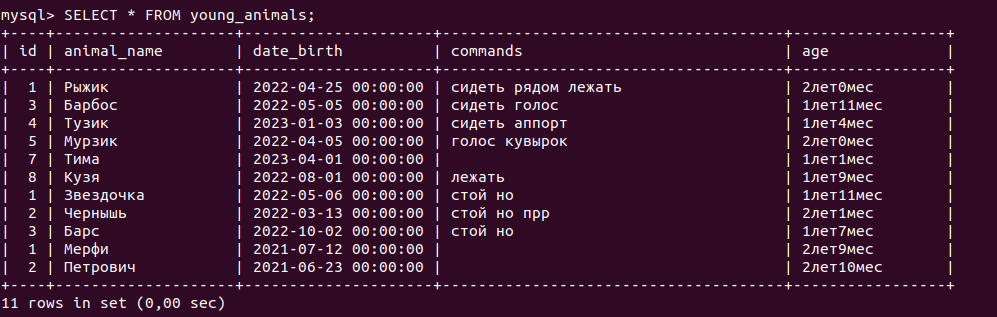 mysql> SELECT * FROM young_animals;
+----+--------------------+---------------------+--------------------------------------+-----------------+
| id | animal_name        | date_birth          | commands                             | age             |
+----+--------------------+---------------------+--------------------------------------+-----------------+
|  1 | Рыжик              | 2022-04-25 00:00:00 | сидеть рядом лежать                  | 2лет0мес        |
|  3 | Барбос             | 2022-05-05 00:00:00 | сидеть голос                         | 1лет11мес       |
|  4 | Тузик              | 2023-01-03 00:00:00 | сидеть аппорт                        | 1лет4мес        |
|  5 | Мурзик             | 2022-04-05 00:00:00 | голос кувырок                        | 2лет0мес        |
|  7 | Тима               | 2023-04-01 00:00:00 |                                      | 1лет1мес        |
|  8 | Кузя               | 2022-08-01 00:00:00 | лежать                               | 1лет9мес        |
|  1 | Звездочка          | 2022-05-06 00:00:00 | стой но                              | 1лет11мес       |
|  2 | Чернышь            | 2022-03-13 00:00:00 | стой но прр                          | 2лет1мес        |
|  3 | Барс               | 2022-10-02 00:00:00 | стой но                              | 1лет7мес        |
|  1 | Мерфи              | 2021-07-12 00:00:00 |                                      | 2лет9мес        |
|  2 | Петрович           | 2021-06-23 00:00:00 |                                      | 2лет10мес       |
+----+--------------------+---------------------+--------------------------------------+-----------------+
11 rows in set (0,00 sec)